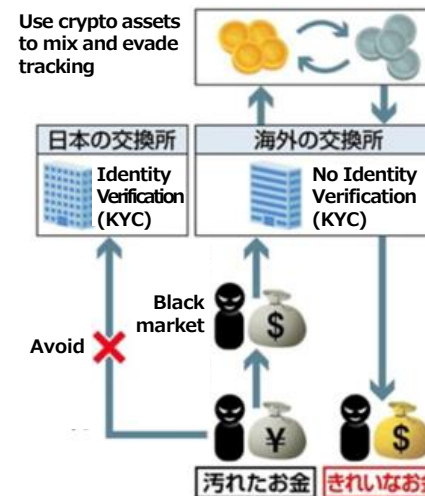 Use crypto assets
to mix and evade
tracking
日本の交換所
海外の交換所
Identity
Verification
(KYC)
No Identity
Verification
(KYC)
Black
market
$
Avoid
¥
$
汚れたお金
きれいなお金